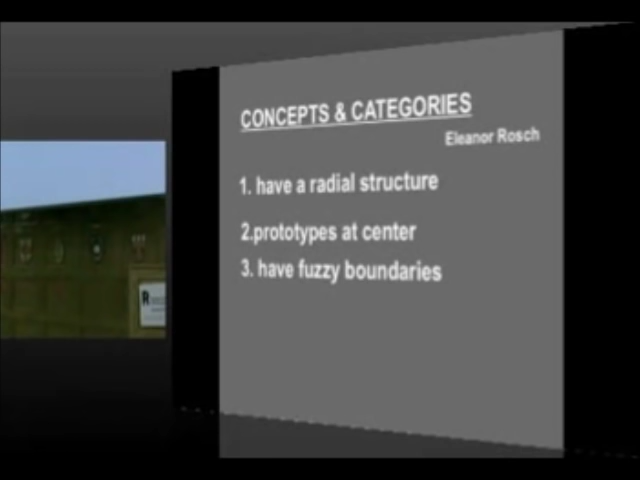 CONCEPTS & CATEGORIES
Eleanor Rosch
1. have a radial structure
2.prototypes at center
3. have fuzzy boundaries